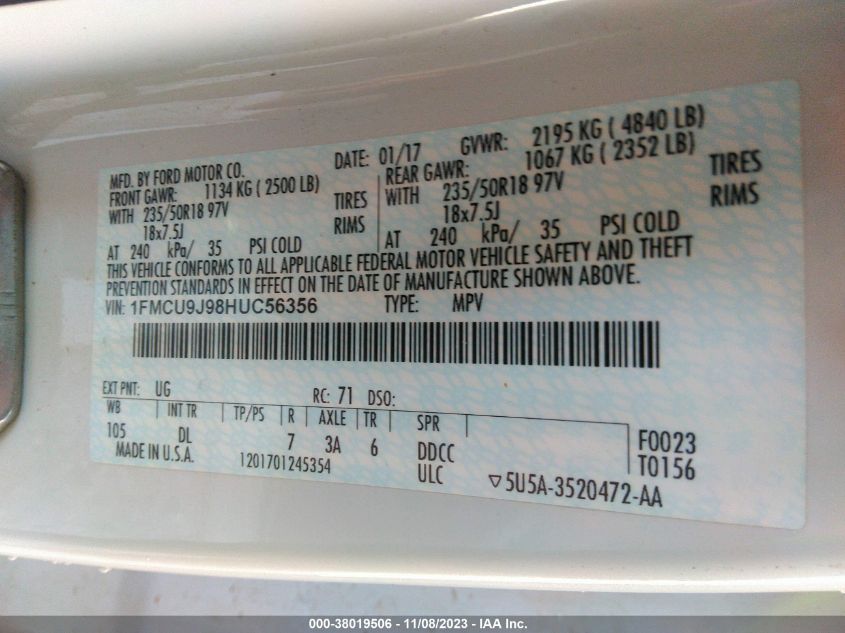 MFD. BY FORD MOTOR CO. DATE: 01/17 GVWR: 2195 KG ( 4840 LB)
FRONT GAWR: 1134 KG ( 2500 LB) REAR GAWR: 1067 KG ( 2352 LB)
WITH 235/50R18 97V TIRES WITH 235/50R18 97V TIRES
18x7.5J RIMS 18x7.5J RIMS
AT 240 kPa/ 35 PSI COLD AT 240 kPa/ 35 PSI COLD
THIS VEHICLE CONFORMS TO ALL APPLICABLE FEDERAL MOTOR VEHICLE SAFETY AND THEFT
PREVENTION STANDARDS IN EFFECT ON THE DATE OF MANUFACTURE SHOWN ABOVE.
VIN: 1FMCU9J98HUC56356 TYPE: MPV
EXT PNT: UG RC: 71 DSO:
WB INT TR TP/PS R AXLE TR SPR
105 DL 7 3A 6 DDCC F0023
MADE IN U.S.A. 1201701245354 ULC T0156
▽5U5A-3520472-AA
000-38019506 - 11/08/2023 - IAA Inc.